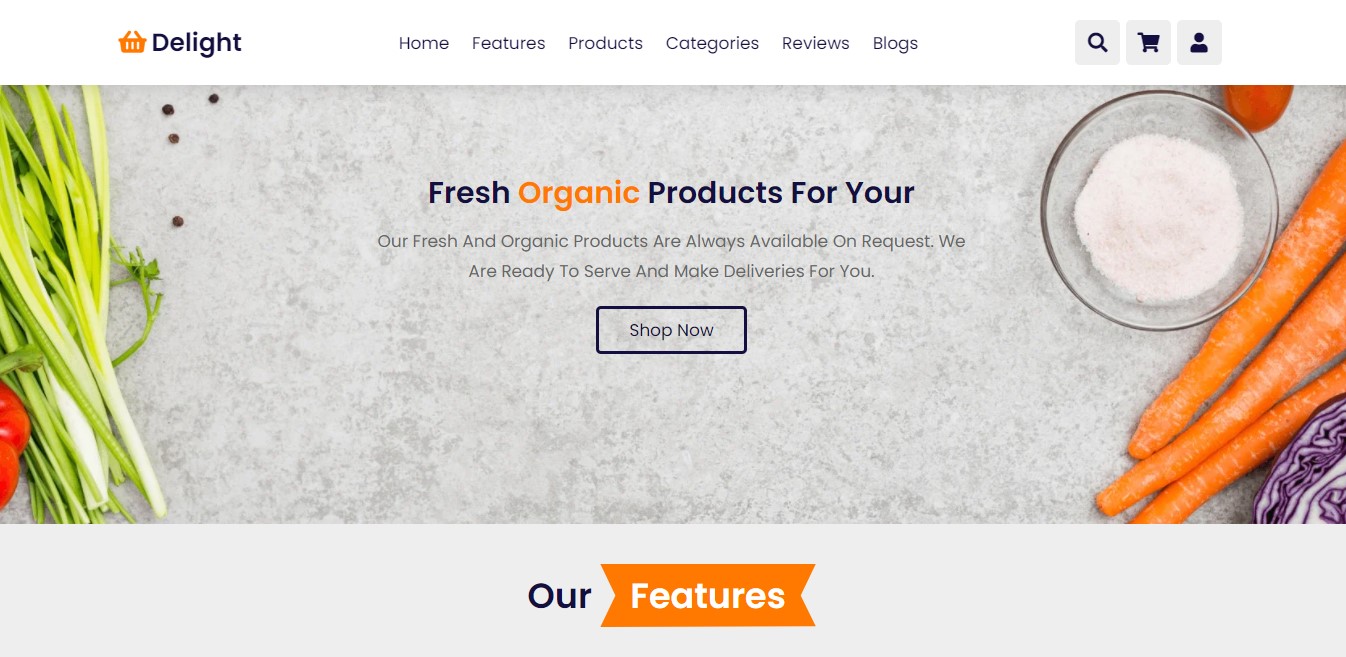 Delight
Home Features Products Categories Reviews Blogs
Fresh Organic Products For Your
Our Fresh And Organic Products Are Always Available On Request. We
Are Ready To Serve And Make Deliveries For You.
Shop Now
Our Features